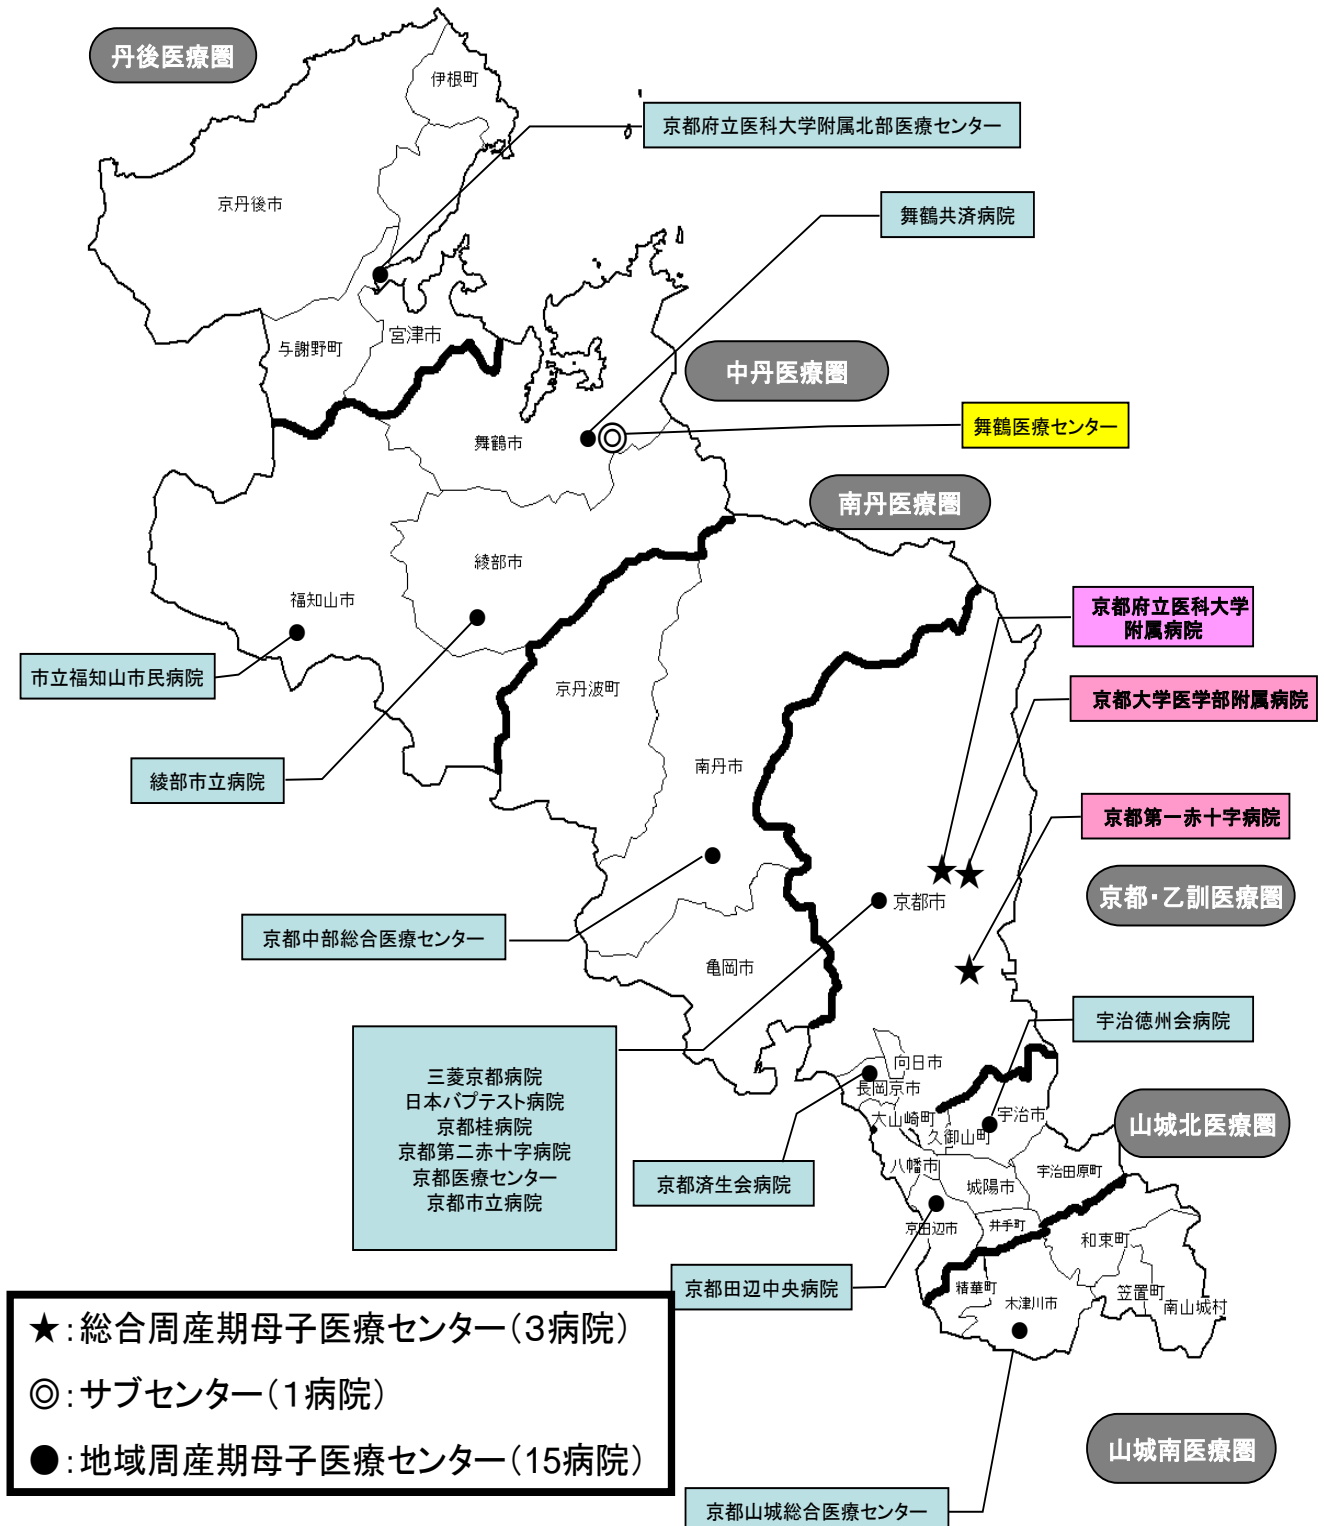 丹後医療圏
伊根町
京都府立医科大学附属北部医療センター
京丹後市
舞鶴共済病院
与謝野町
宮津市
中丹医療圏
舞鶴市
舞鶴医療センター
南丹医療圏
綾部市
福知山市
京都府立医科大学
附属病院
市立福知山市民病院
京丹波町
京都大学医学部附属病院
綾部市立病院
南丹市
京都第一赤十字病院
京都・乙訓医療圏
京都市
京都中部総合医療センター
亀岡市
宇治徳州会病院
三菱京都病院
日本バプテスト病院
京都桂病院
京都第二赤十字病院
京都医療センター
京都市立病院
向日市
長岡京市
大山崎町
久御山町
宇治市
山城北医療圏
八幡市
城陽市
宇治田原町
京都済生会病院
京田辺市
井手町
和束町
京都田辺中央病院
精華町
木津川市
笠置町
南山城村
★:総合周産期母子医療センター(3病院)
◎:サブセンター(1病院)
●:地域周産期母子医療センター(15病院)
山城南医療圏
京都山城総合医療センター